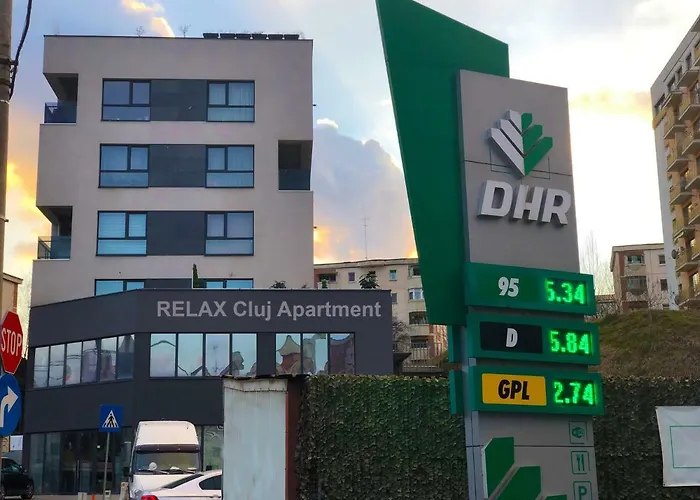 DHR
95 5.34
RELAX Cluj Apartment
D 5.84
STOP
GPL 2.74
P